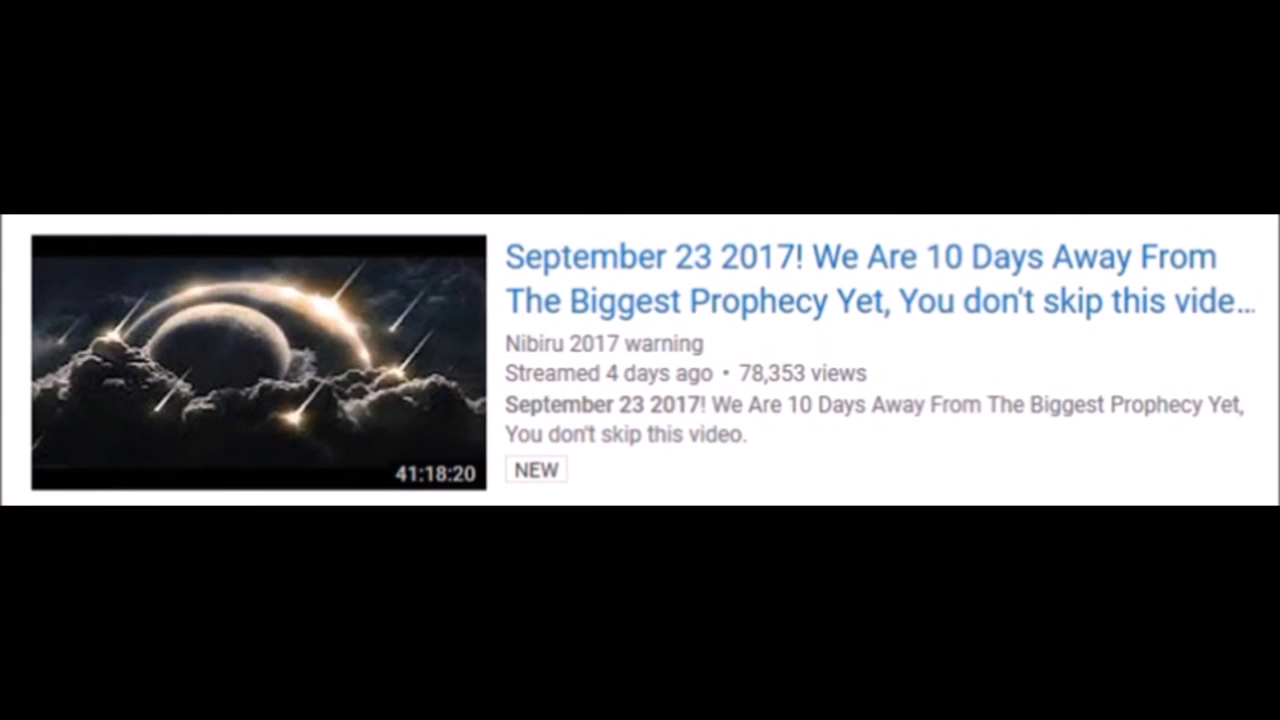 September 23 2017! We Are 10 Days Away From
The Biggest Prophecy Yet, You don't skip this vide...
Nibiru 2017 warning
Streamed 4 days ago • 78,353 views
September 23 2017! We Are 10 Days Away From The Biggest Prophecy Yet,
You don't skip this video.
41:18:20
NEW